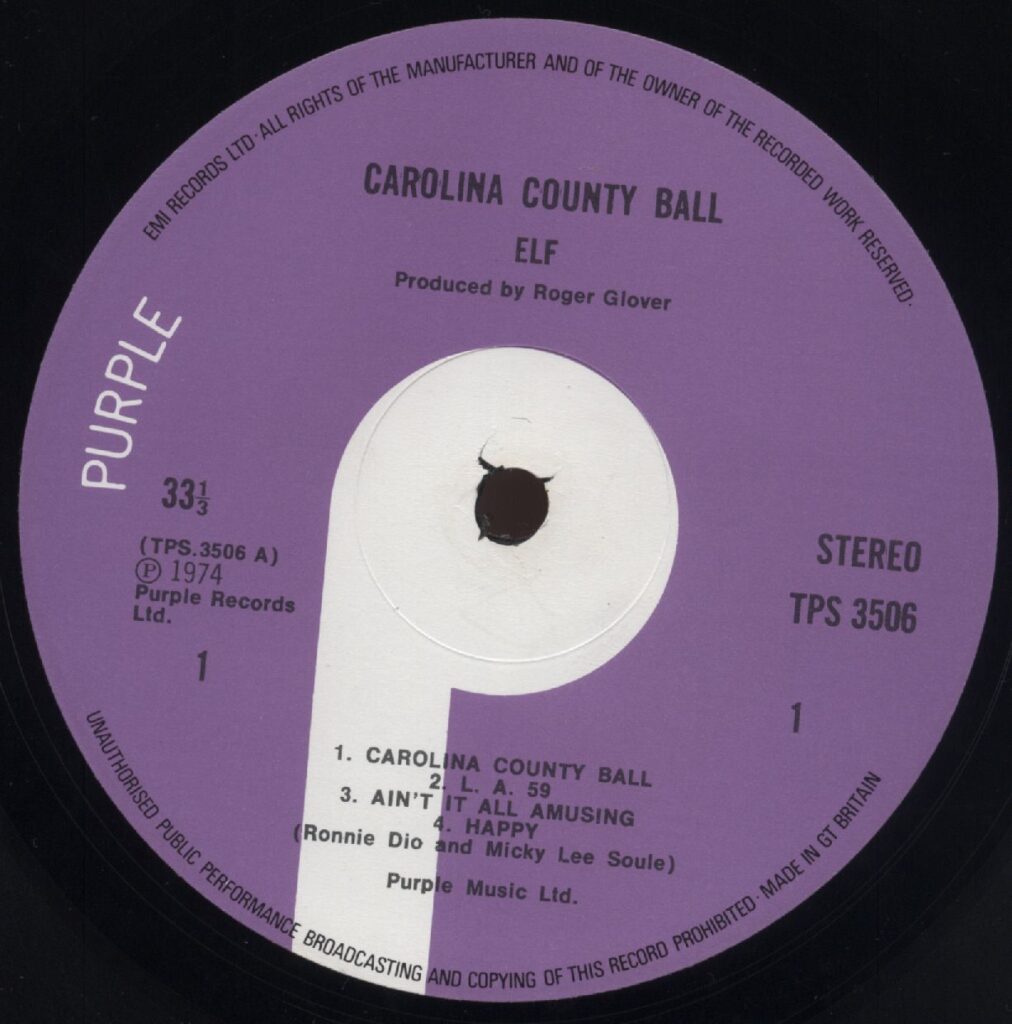 EMI RECORDS LTD·ALL RIGHTS OF THE MANUFACTURER AND OF THE OWNER OF THE RECORDED WORK RESERVED·
CAROLINA COUNTY BALL
ELF
Produced by Roger Glover
PURPLE
33⅓
(TPS.3506 A)
Ⓟ 1974
Purple Records
Ltd.
1
STEREO
TPS 3506
1
1. CAROLINA COUNTY BALL
2. L. A. 59
3. AIN'T IT ALL AMUSING
4. HAPPY
(Ronnie Dio and Micky Lee Soule)
Purple Music Ltd.
UNAUTHORISED PUBLIC PERFORMANCE BROADCASTING AND COPYING OF THIS RECORD PROHIBITED·MADE IN GT BRITAIN